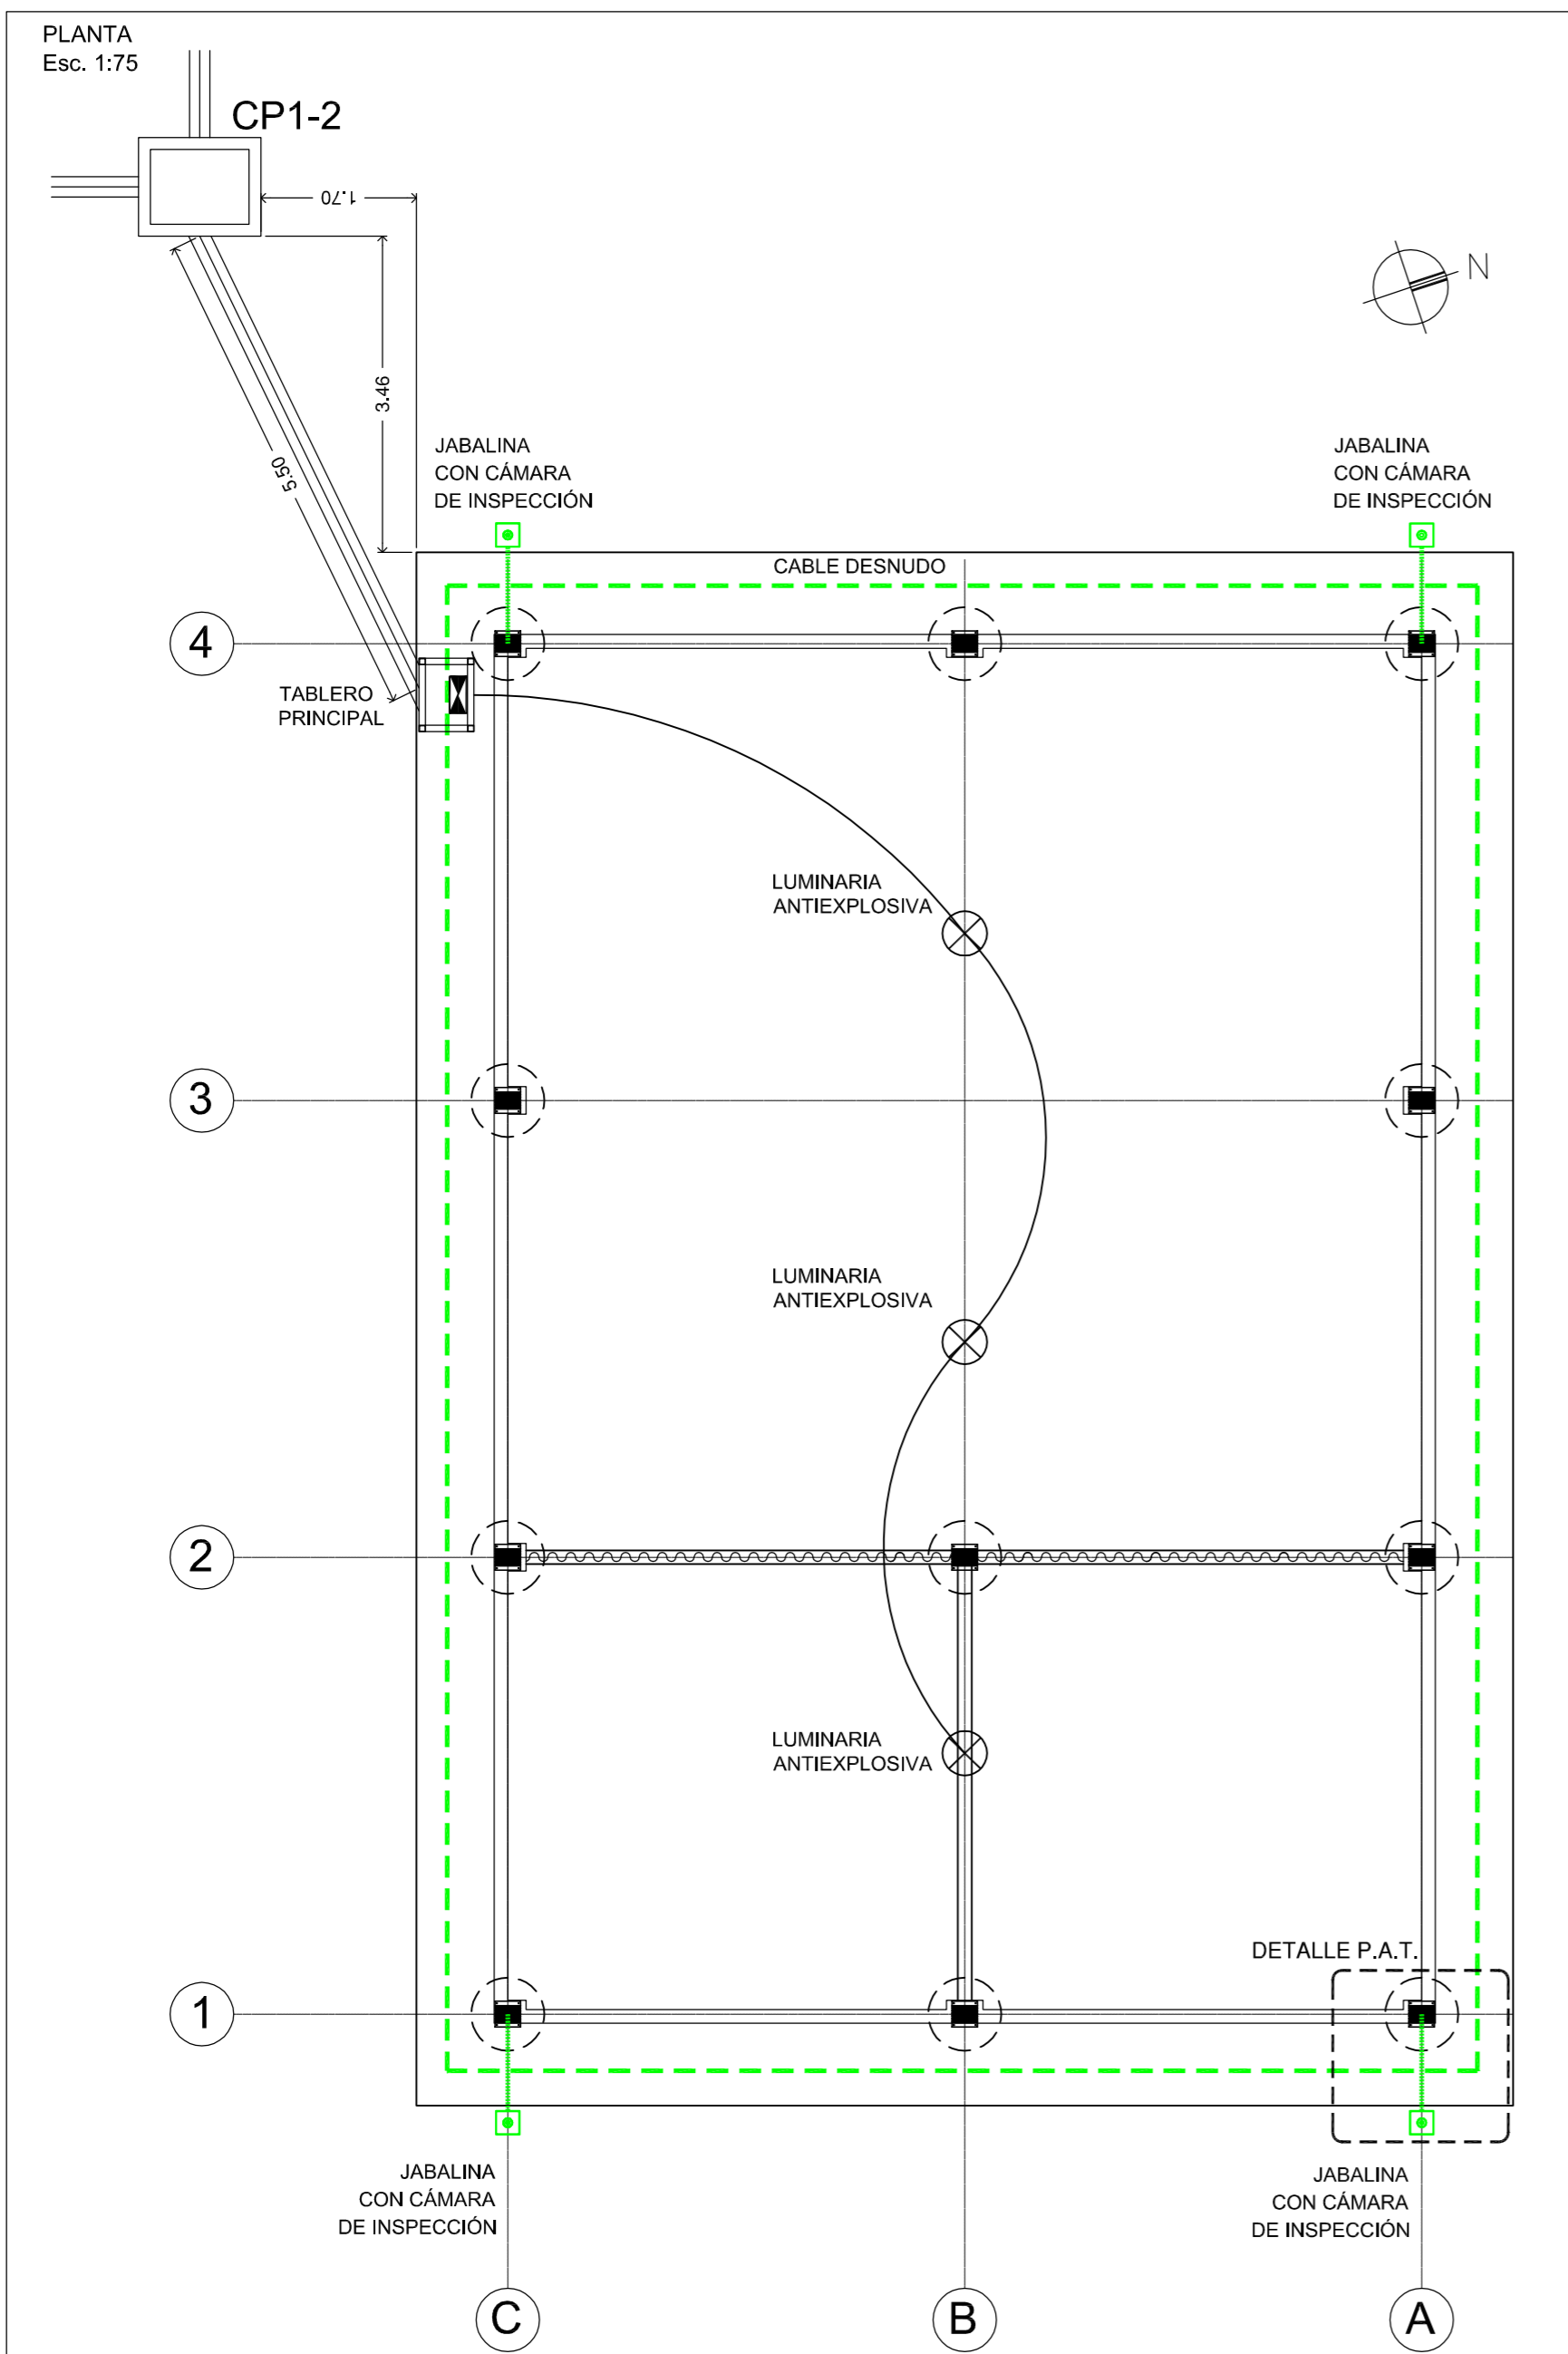 PLANTA
Esc. 1:75
CP1-2
1.70
N
3.46
5.50
JABALINA
CON CÁMARA
DE INSPECCIÓN
JABALINA
CON CÁMARA
DE INSPECCIÓN
CABLE DESNUDO
4
TABLERO
PRINCIPAL
LUMINARIA
ANTIEXPLOSIVA
3
LUMINARIA
ANTIEXPLOSIVA
2
LUMINARIA
ANTIEXPLOSIVA
DETALLE P.A.T.
1
JABALINA
CON CÁMARA
DE INSPECCIÓN
JABALINA
CON CÁMARA
DE INSPECCIÓN
C
B
A